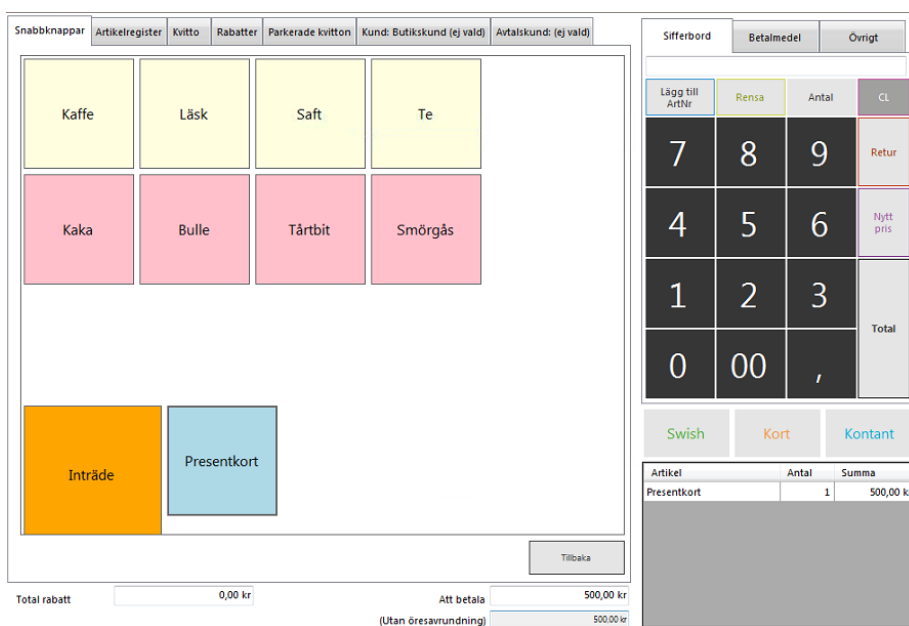 Snabbknappar Artikelregister Kvitto Rabatter Parkerade kvitton Kund: Butikskund (ej vald) Avtalskund: (ej vald)
Kaffe Läsk Saft Te
Kaka Bulle Tårtbit Smörgås
Inträde Presentkort
Tillbaka
Total rabatt 0,00 kr Att betala 500,00 kr
(Utan öresavrundning) 500,00 kr
Sifferbord Betalmedel Övrigt
Lägg till
ArtNr Rensa Antal CL
7 8 9 Retur
4 5 6 Nytt
pris
1 2 3
Total
0 00 ,
Swish Kort Kontant
Artikel Antal Summa
Presentkort 1 500,00 k